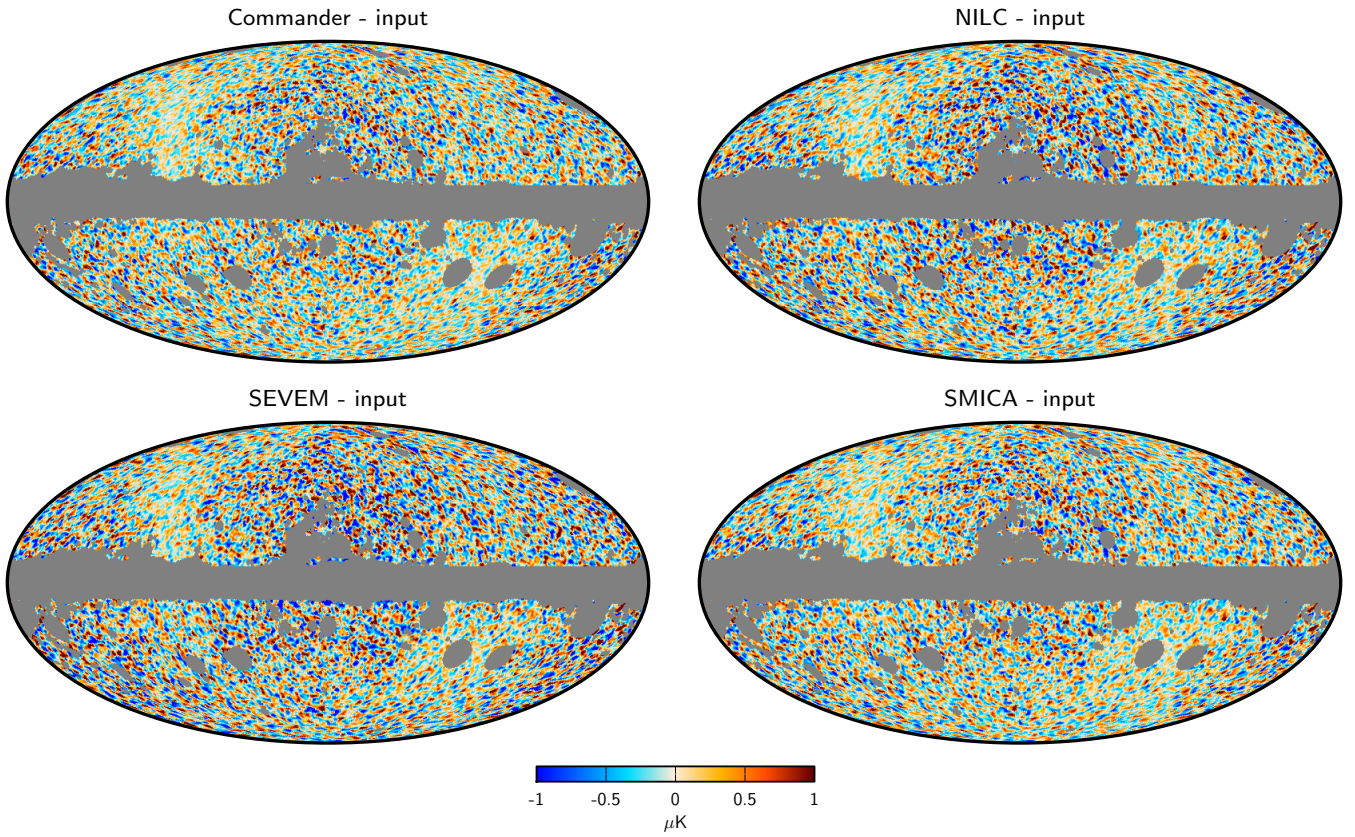 Commander - input
NILC - input
SEVEM - input
SMICA - input
-1 -0.5 0 0.5 1
μK